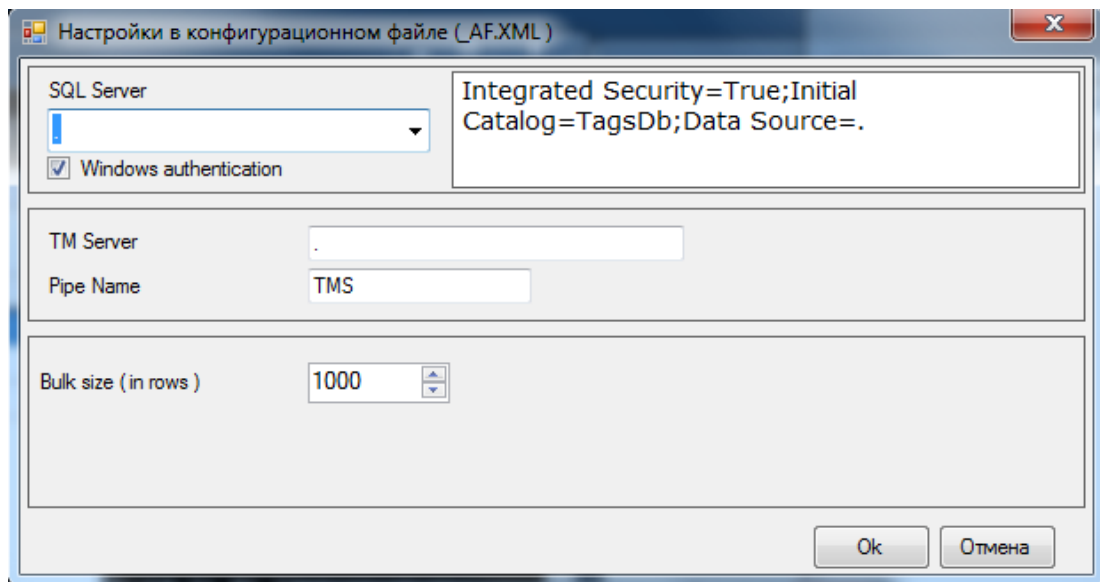 Настройки в конфигурационном файле (_AF.XML )
SQL Server
.
Windows authentication
Integrated Security=True;Initial
Catalog=TagsDb;Data Source=.
TM Server
.
Pipe Name
TMS
Bulk size ( in rows )
1000
Ok
Отмена